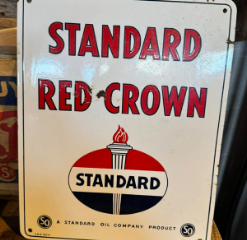 STANDARD
RED CROWN
STANDARD
SO A STANDARD OIL COMPANY PRODUCT SO